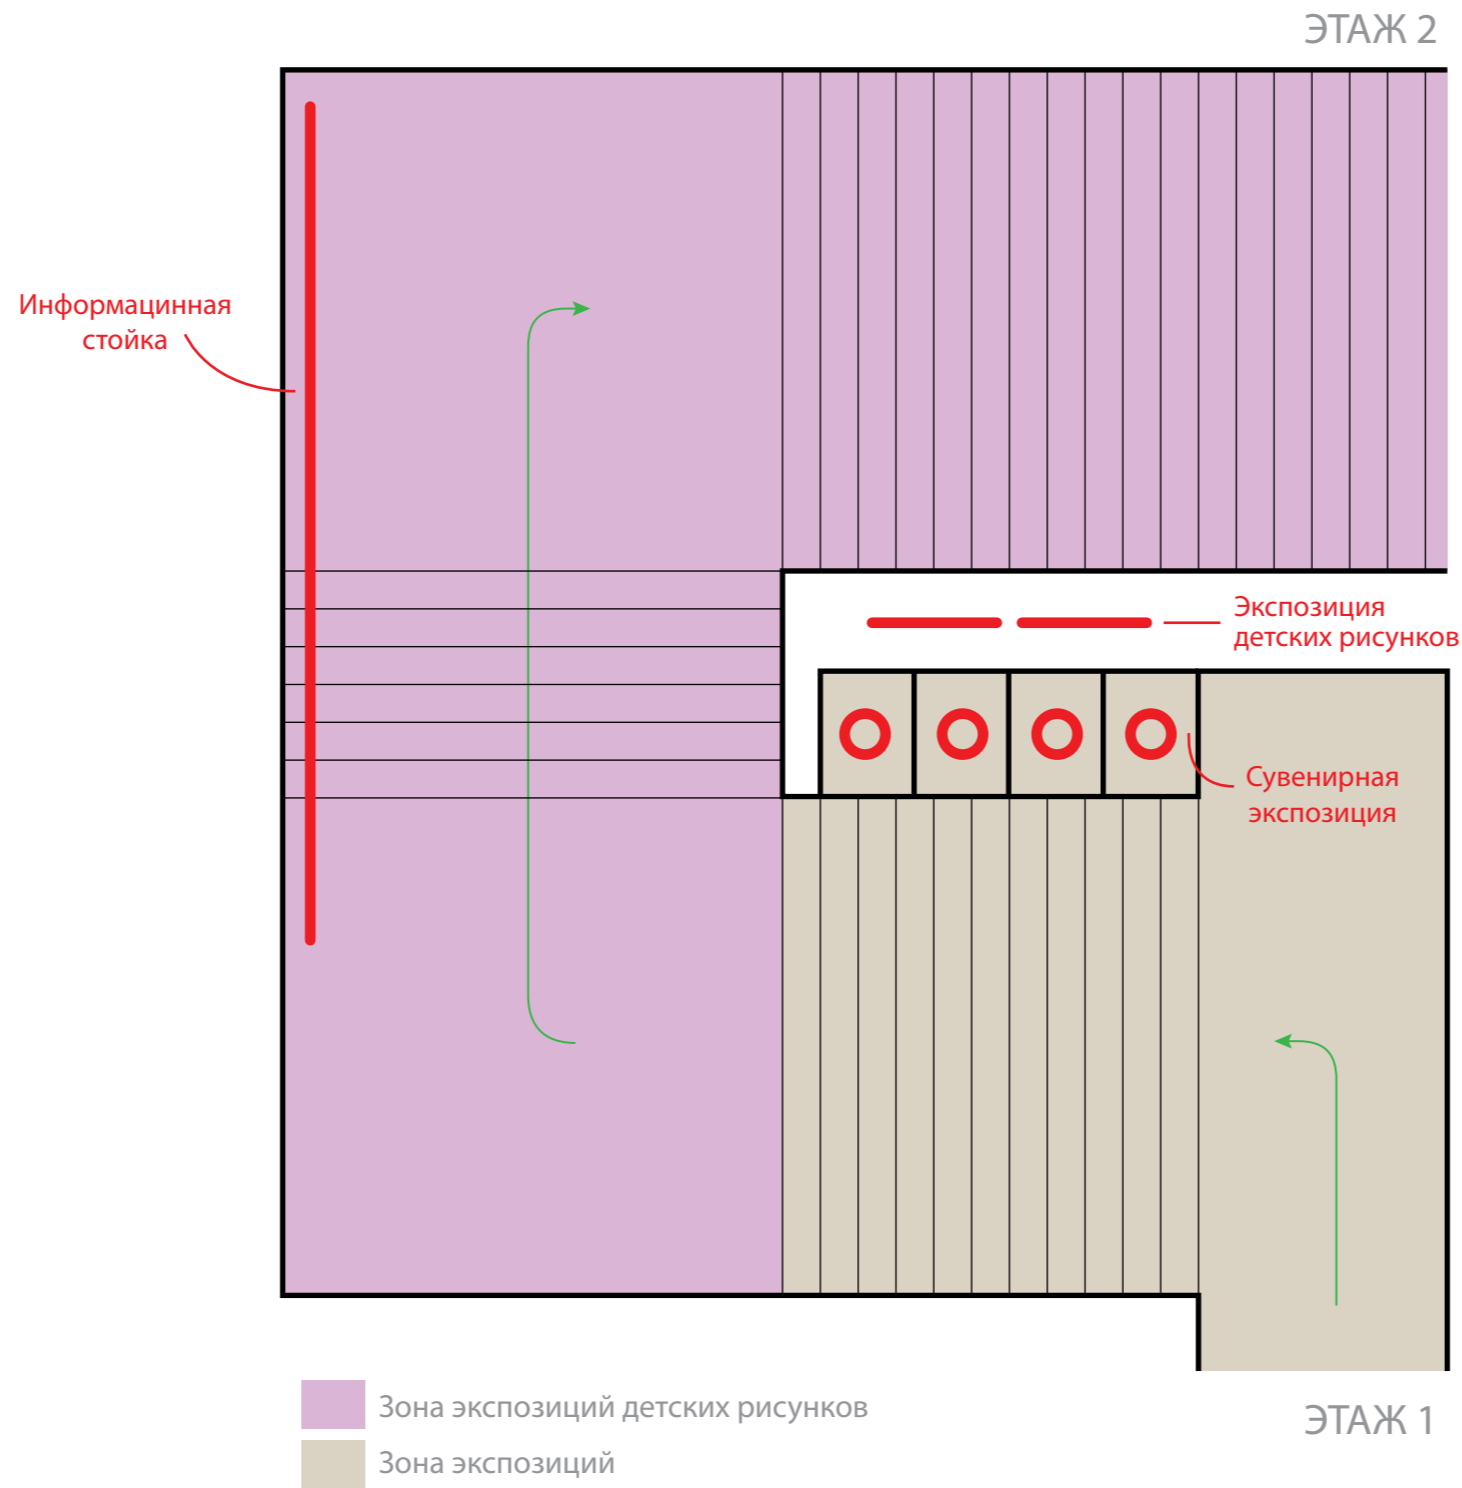 ЭТАЖ 2
Информацинная
стойка
Экспозиция
детских рисунков
Сувенирная
экспозиция
Зона экспозиций детских рисунков
Зона экспозиций
ЭТАЖ 1